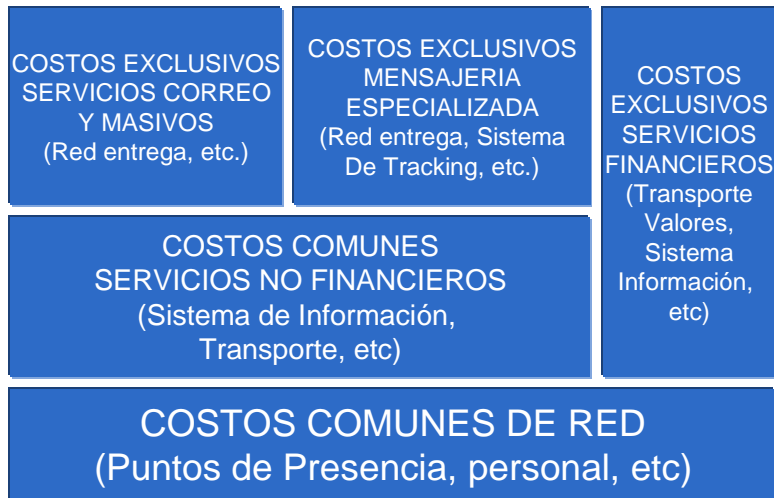 COSTOS EXCLUSIVOS
SERVICIOS CORREO
Y MASIVOS
(Red entrega, etc.)
COSTOS EXCLUSIVOS
MENSAJERIA
ESPECIALIZADA
(Red entrega, Sistema
De Tracking, etc.)
COSTOS
EXCLUSIVOS
SERVICIOS
FINANCIEROS
(Transporte
Valores,
Sistema
Información,
etc)
COSTOS COMUNES
SERVICIOS NO FINANCIEROS
(Sistema de Información,
Transporte, etc)
COSTOS COMUNES DE RED
(Puntos de Presencia, personal, etc)